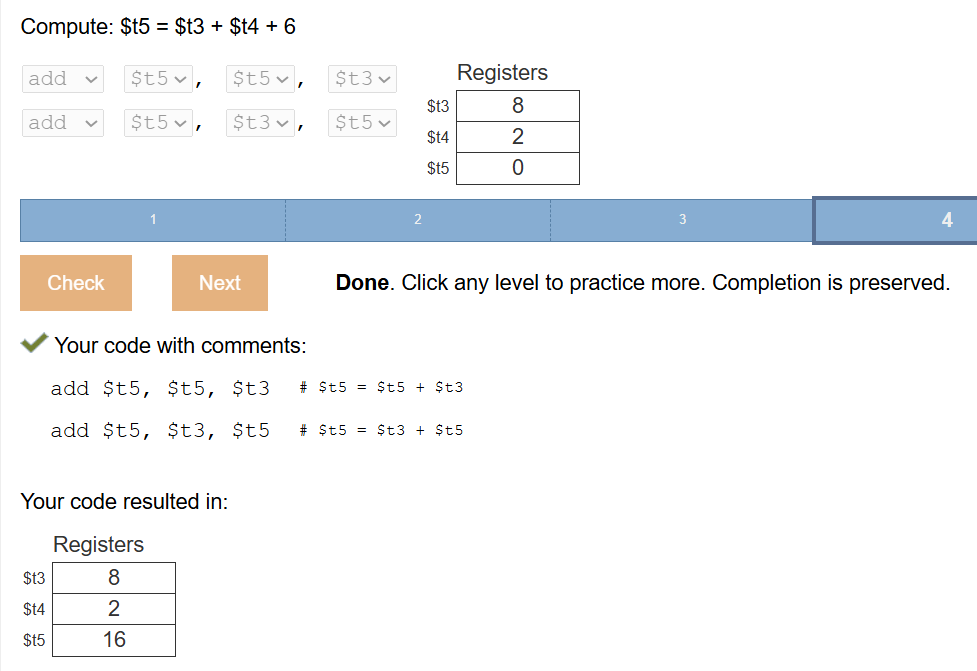 Compute: $t5 = $t3 + $t4 + 6
add $t5 , $t5 , $t3
add $t5 , $t3 , $t5
Registers
$t3 8
$t4 2
$t5 0
1 2 3 4
Check Next Done. Click any level to practice more. Completion is preserved.
Your code with comments:
add $t5, $t5, $t3 # $t5 = $t5 + $t3
add $t5, $t3, $t5 # $t5 = $t3 + $t5
Your code resulted in:
Registers
$t3 8
$t4 2
$t5 16